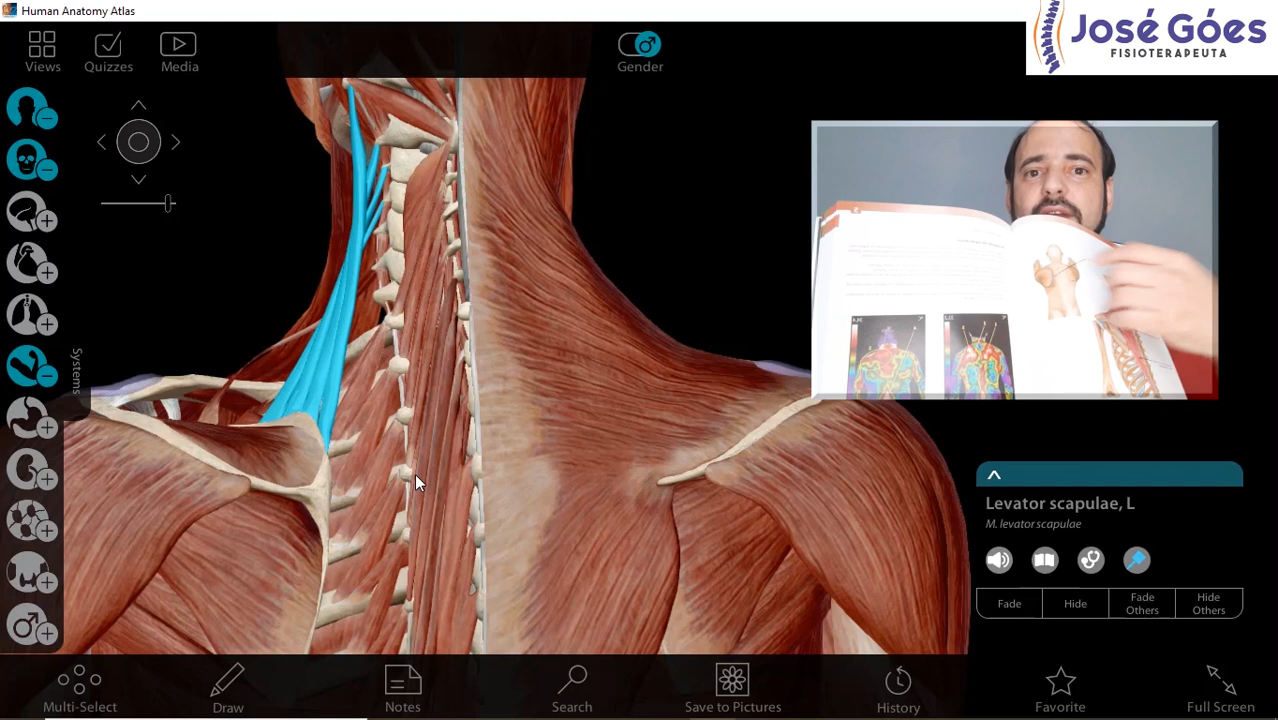 Human Anatomy Atlas
José Góes
FISIOTERAPEUTA
Views
Quizzes
Media
Gender
Systems
Levator scapulae, L
M. levator scapulae
Fade
Hide
Fade Others
Hide Others
Multi-Select
Draw
Notes
Search
Save to Pictures
History
Favorite
Full Screen